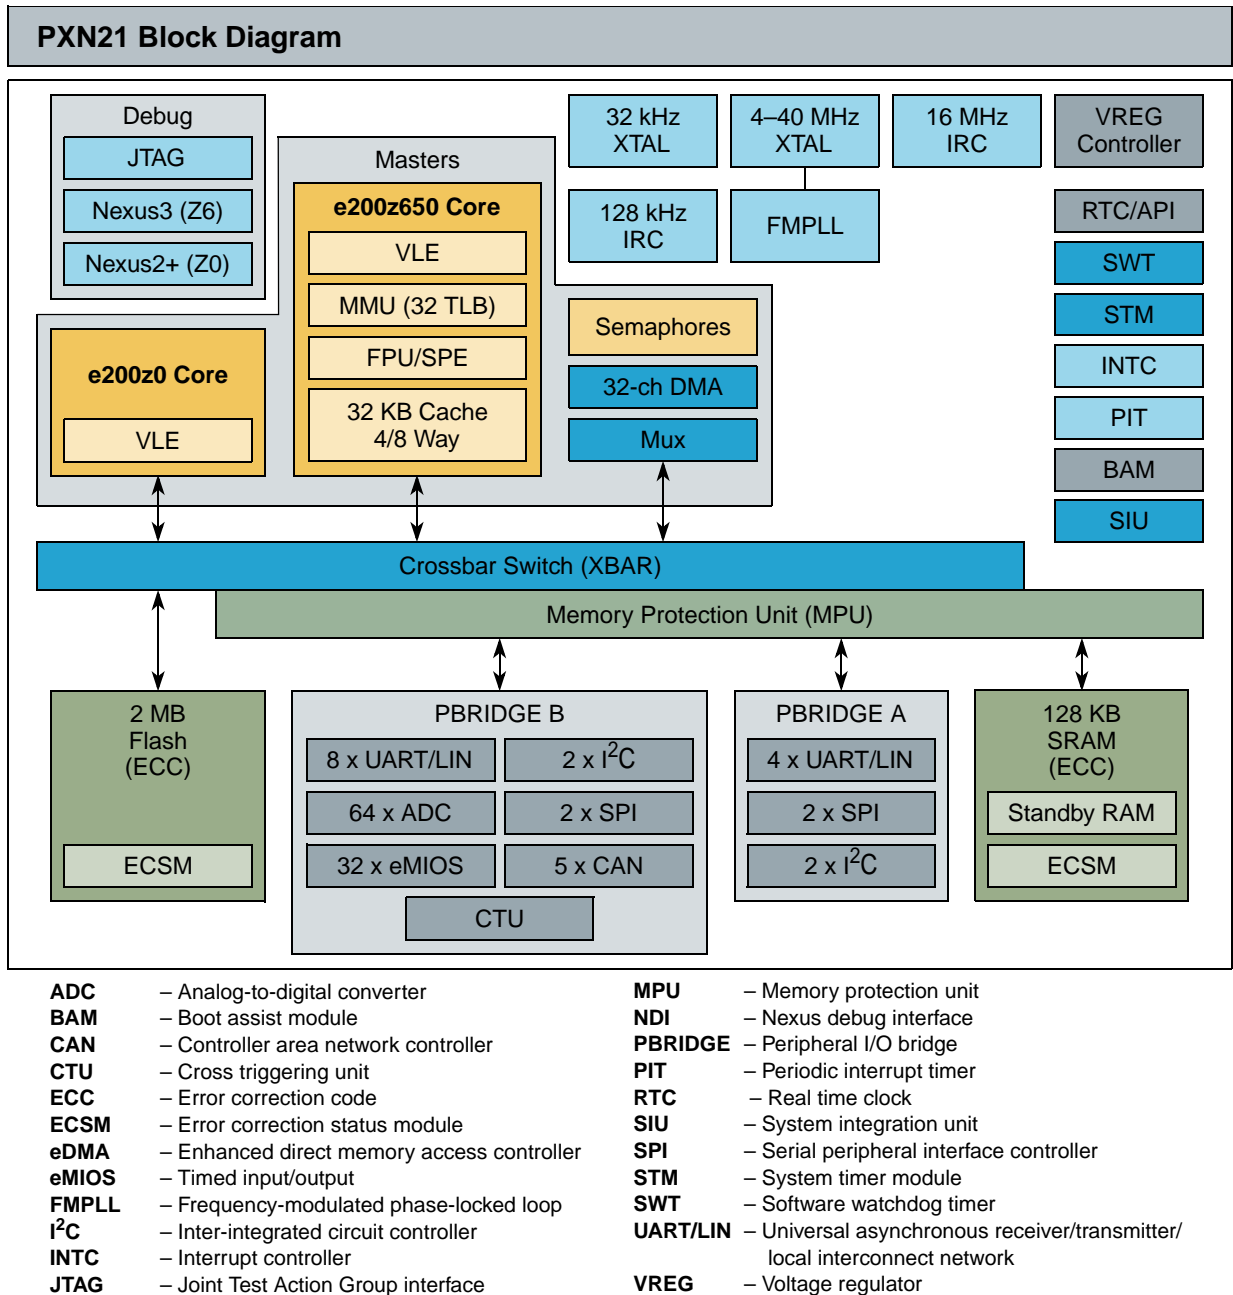 PXN21 Block Diagram
Debug
JTAG
Nexus3 (Z6)
Nexus2+ (Z0)
Masters
e200z650 Core
VLE
MMU (32 TLB)
FPU/SPE
32 KB Cache
4/8 Way
e200z0 Core
VLE
Semaphores
32-ch DMA
Mux
32 kHz
XTAL
4–40 MHz
XTAL
16 MHz
IRC
VREG
Controller
128 kHz
IRC
FMPLL
RTC/API
SWT
STM
INTC
PIT
BAM
SIU
Crossbar Switch (XBAR)
Memory Protection Unit (MPU)
2 MB
Flash
(ECC)
ECSM
PBRIDGE B
8 x UART/LIN
2 x I²C
64 x ADC
2 x SPI
32 x eMIOS
5 x CAN
CTU
PBRIDGE A
4 x UART/LIN
2 x SPI
2 x I²C
128 KB
SRAM
(ECC)
Standby RAM
ECSM
ADC – Analog-to-digital converter
BAM – Boot assist module
CAN – Controller area network controller
CTU – Cross triggering unit
ECC – Error correction code
ECSM – Error correction status module
eDMA – Enhanced direct memory access controller
eMIOS – Timed input/output
FMPLL – Frequency-modulated phase-locked loop
I²C – Inter-integrated circuit controller
INTC – Interrupt controller
JTAG – Joint Test Action Group interface
MPU – Memory protection unit
NDI – Nexus debug interface
PBRIDGE – Peripheral I/O bridge
PIT – Periodic interrupt timer
RTC – Real time clock
SIU – System integration unit
SPI – Serial peripheral interface controller
STM – System timer module
SWT – Software watchdog timer
UART/LIN – Universal asynchronous receiver/transmitter/
local interconnect network
VREG – Voltage regulator